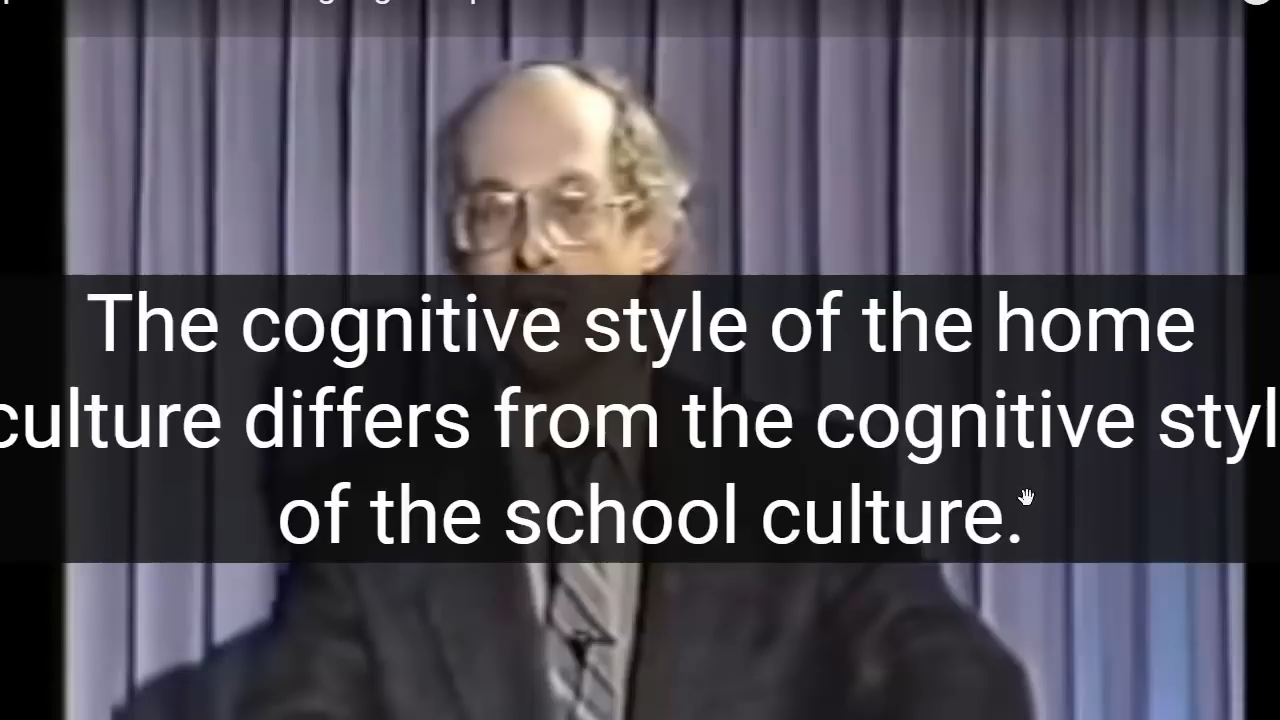 The cognitive style of the home
culture differs from the cognitive styl
of the school culture.